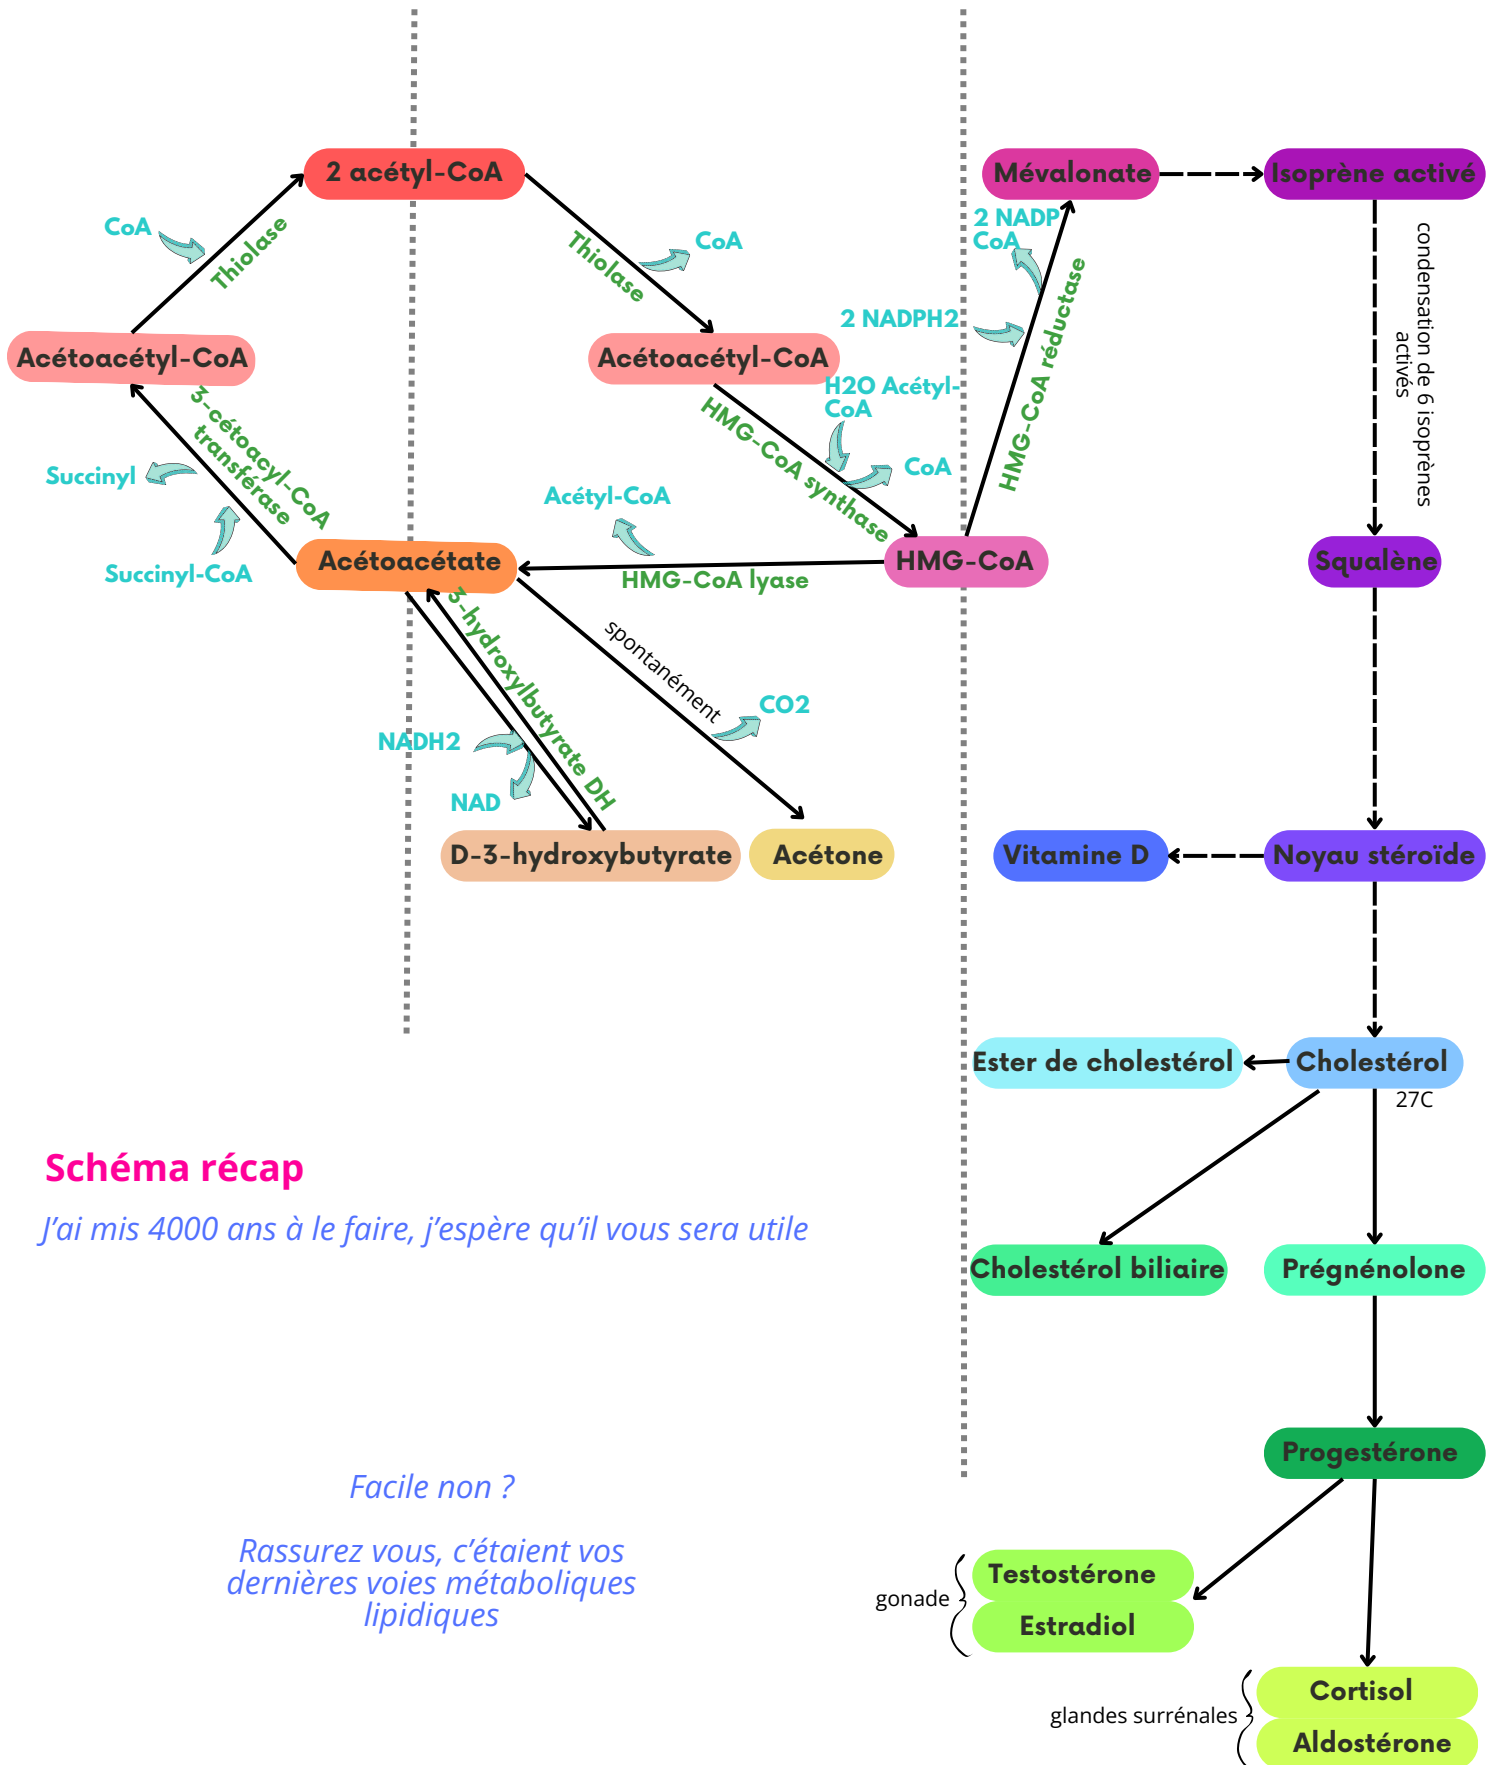 2 acétyl-CoA
Mévalonate
Isoprène activé
CoA
Thiolase
Thiolase
CoA
2 NADP
CoA
2 NADPH2
HMG-CoA réductase
condensation de 6 isoprènes
activés
Acétoacétyl-CoA
Acétoacétyl-CoA
H2O Acétyl-
CoA
3-cétoacyl-CoA
transférase
HMG-CoA synthase
CoA
Succinyl
Acétyl-CoA
Succinyl-CoA
Acétoacétate
HMG-CoA lyase
HMG-CoA
Squalène
3-hydroxylbutyrate DH
spontanément
CO2
NADH2
NAD
D-3-hydroxybutyrate
Acétone
Vitamine D
Noyau stéroïde
Ester de cholestérol
Cholestérol
27C
Schéma récap
J’ai mis 4000 ans à le faire, j’espère qu’il vous sera utile
Cholestérol biliaire
Prégnénolone
Progestérone
Facile non ?
Rassurez vous, c’étaient vos
dernières voies métaboliques
lipidiques
gonade
Testostérone
Estradiol
glandes surrénales
Cortisol
Aldostérone